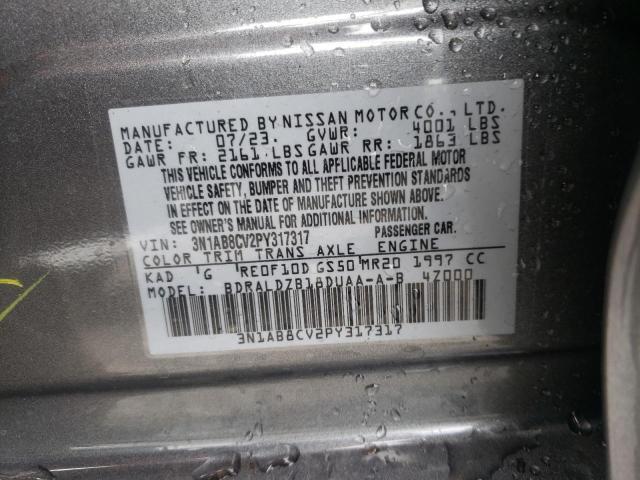 MANUFACTURED BY NISSAN MOTOR CO., LTD.
DATE: 07/23. GVWR: 4001 LBS
GAWR FR: 2161 LBS GAWR RR: 1863 LBS
THIS VEHICLE CONFORMS TO ALL APPLICABLE FEDERAL MOTOR
VEHICLE SAFETY, BUMPER AND THEFT PREVENTION STANDARDS
IN EFFECT ON THE DATE OF MANUFACTURE SHOWN ABOVE.
SEE OWNER'S MANUAL FOR ADDITIONAL INFORMATION.
VIN: 3N1AB8CV2PY317317 PASSENGER CAR.
COLOR TRIM TRANS AXLE ENGINE
KAD G RE0F10D GS50 MR20 1997 CC
MODEL: BDRALDZB18DUAA-A-B 4Z000
3N1AB8CV2PY317317